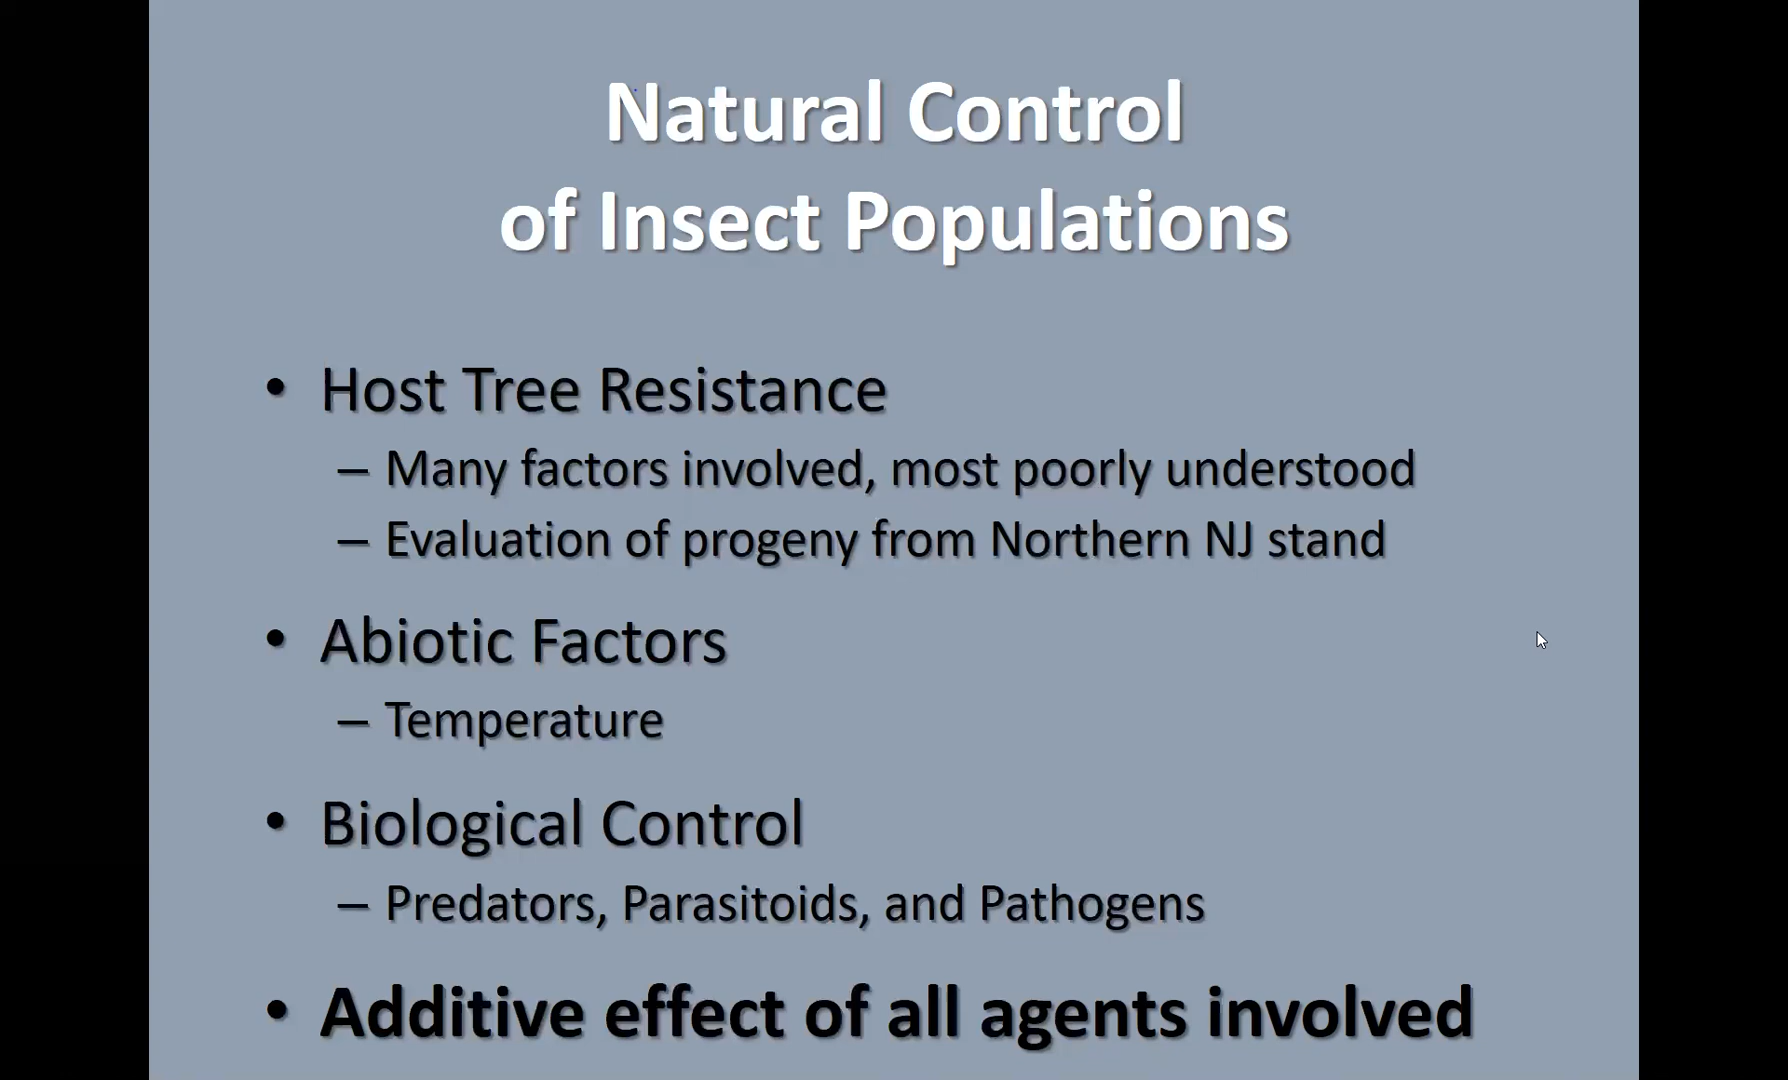 Natural Control
of Insect Populations
• Host Tree Resistance
– Many factors involved, most poorly understood
– Evaluation of progeny from Northern NJ stand
• Abiotic Factors
– Temperature
• Biological Control
– Predators, Parasitoids, and Pathogens
• Additive effect of all agents involved